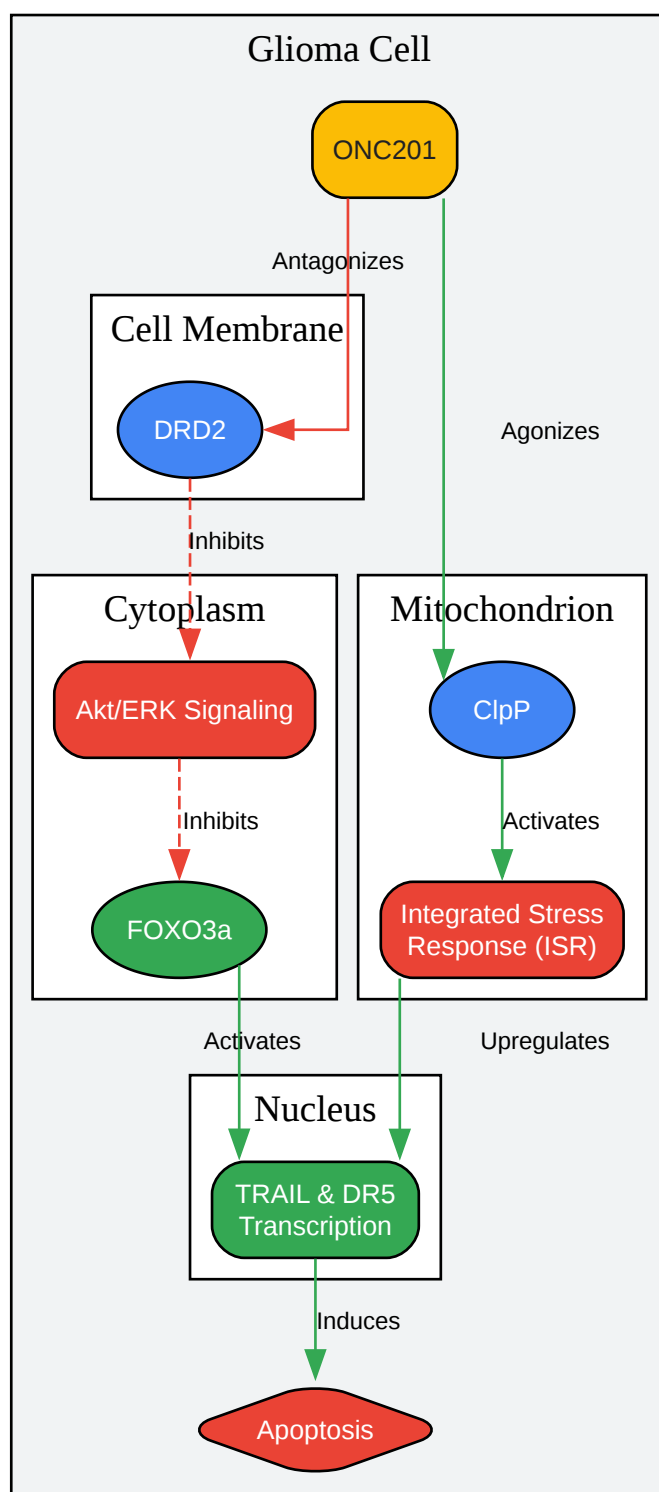 Glioma Cell
ONC201
Antagonizes
Cell Membrane
DRD2
Agonizes
Inhibits
Cytoplasm
Mitochondrion
Akt/ERK Signaling
ClpP
Inhibits
Activates
FOXO3a
Integrated Stress
Response (ISR)
Activates
Upregulates
Nucleus
TRAIL & DR5
Transcription
Induces
Apoptosis